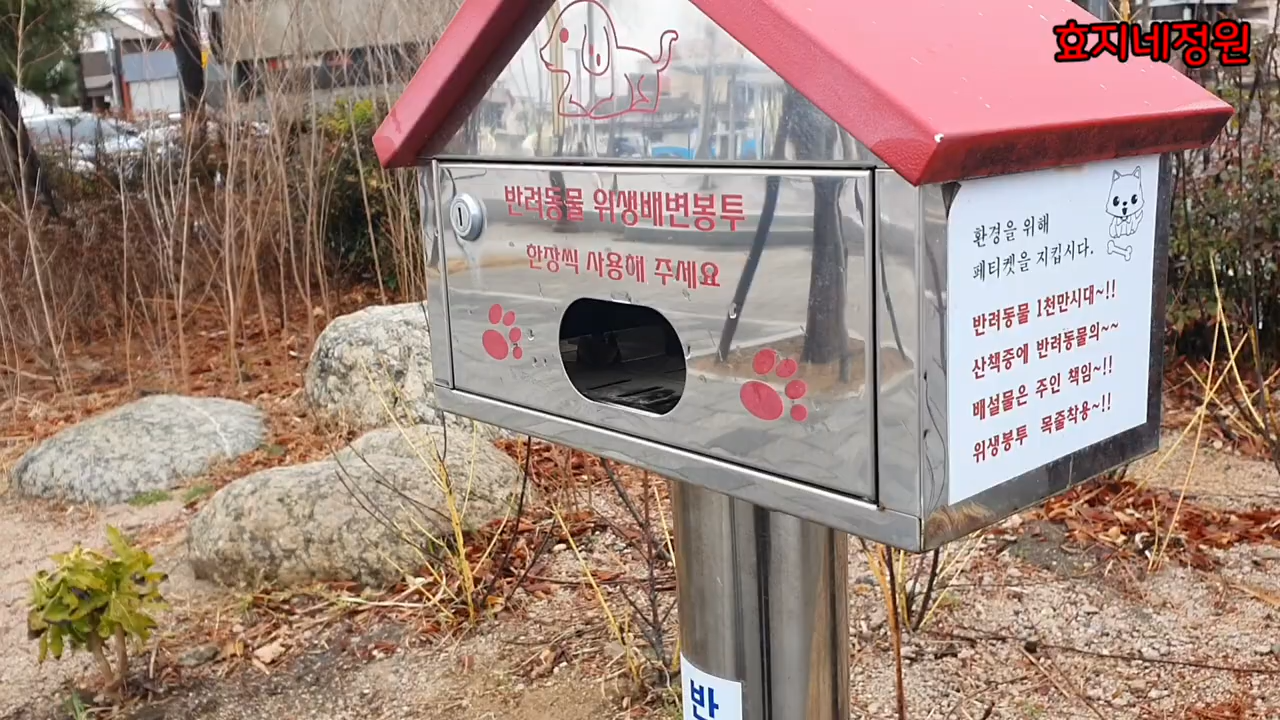 효지네정원
반려동물 위생배변봉투
한장씩 사용해 주세요
환경을 위해
페티켓을 지킵시다.
반려동물 1천만시대~!!
산책중에 반려동물의~~
배설물은 주인 책임~!!
위생봉투 목줄착용~!!
반